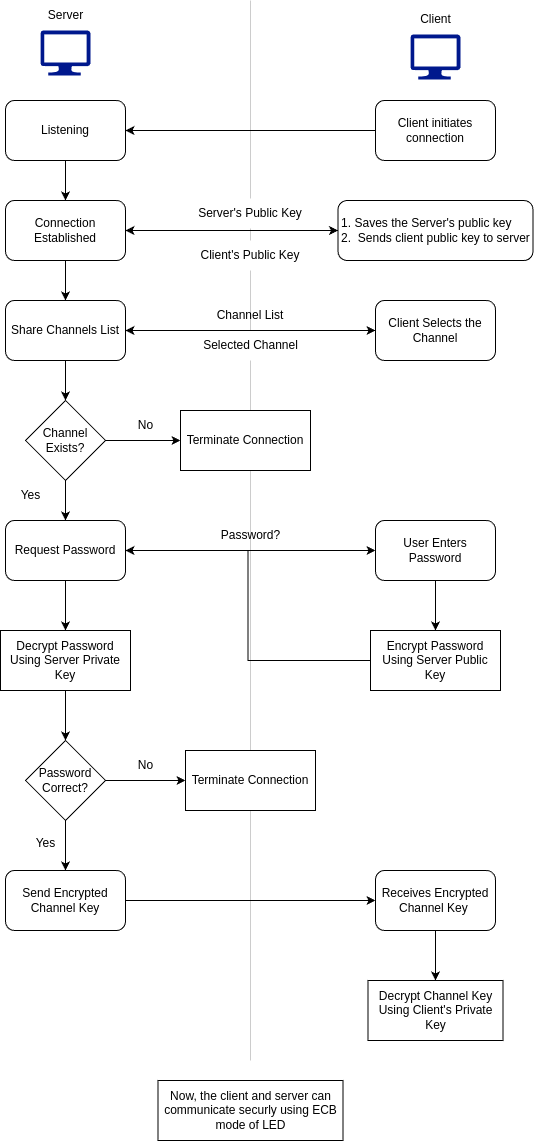 Server
Client
Listening
Client initiates
connection
Server's Public Key
Connection
Established
1. Saves the Server's public key
2.  Sends client public key to server
Client's Public Key
Channel List
Share Channels List
Client Selects the
Channel
Selected Channel
Channel
Exists?
No
Terminate Connection
Yes
Password?
Request Password
User Enters
Password
Decrypt Password
Using Server Private
Key
Encrypt Password
Using Server Public
Key
Password
Correct?
No
Terminate Connection
Yes
Send Encrypted
Channel Key
Receives Encrypted
Channel Key
Decrypt Channel Key
Using Client's Private
Key
Now, the client and server can
communicate securly using ECB
mode of LED